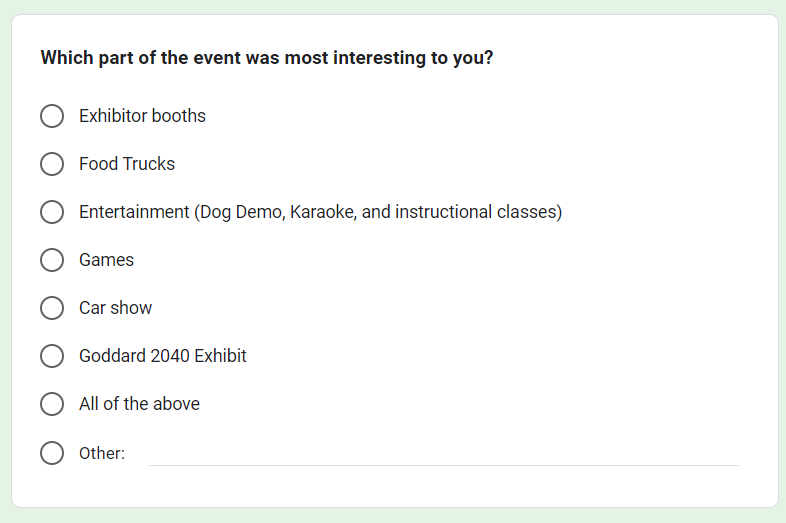 Which part of the event was most interesting to you?
Exhibitor booths
Food Trucks
Entertainment (Dog Demo, Karaoke, and instructional classes)
Games
Car show
Goddard 2040 Exhibit
All of the above
Other: